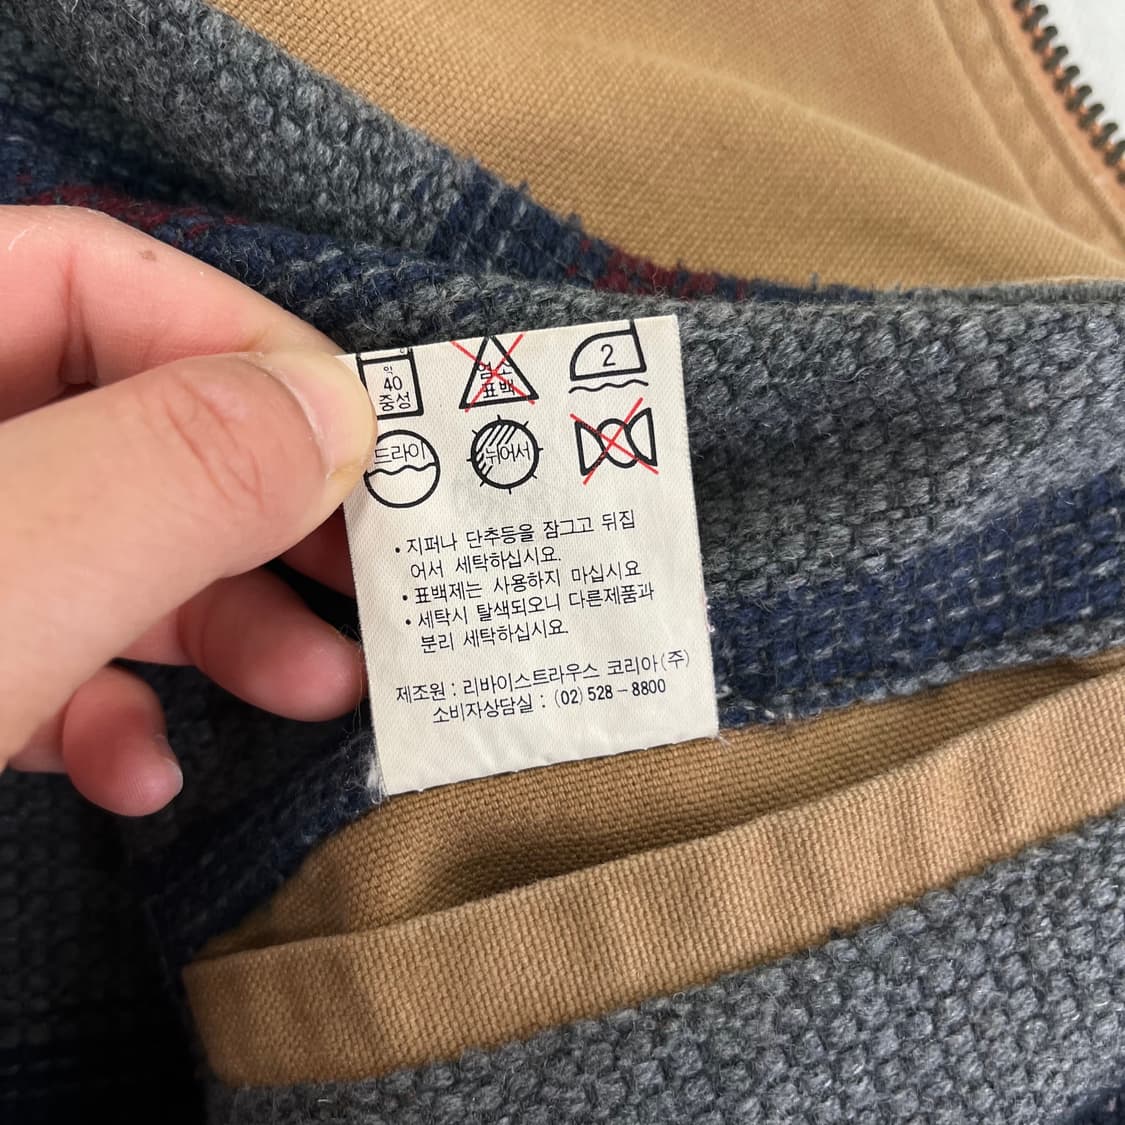 약
40
중성
염소
표백
2
드라이
뉘어서
• 지퍼나 단추등을 잠그고 뒤집
어서 세탁하십시요.
• 표백제는 사용하지 마십시요
• 세탁시 탈색되오니 다른제품과
분리 세탁하십시요.
제조원 : 리바이스트라우스 코리아(주)
소비자상담실 : (02) 528-8800